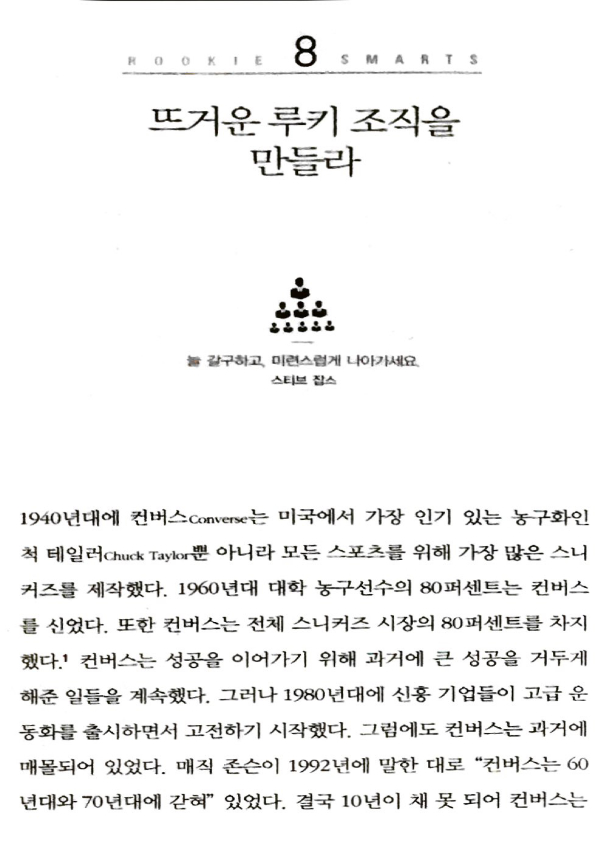 ROOKIE 8 SMARTS
뜨거운 루키 조직을
만들라
늘 갈구하고, 미련스럽게 나아가세요.
스티브 잡스
1940년대에 컨버스Converse는 미국에서 가장 인기 있는 농구화인
척 테일러Chuck Taylor뿐 아니라 모든 스포츠를 위해 가장 많은 스니
커즈를 제작했다. 1960년대 대학 농구선수의 80퍼센트는 컨버스
를 신었다. 또한 컨버스는 전체 스니커즈 시장의 80퍼센트를 차지
했다.1 컨버스는 성공을 이어가기 위해 과거에 큰 성공을 거두게
해준 일들을 계속했다. 그러나 1980년대에 신흥 기업들이 고급 운
동화를 출시하면서 고전하기 시작했다. 그럼에도 컨버스는 과거에
매몰되어 있었다. 매직 존슨이 1992년에 말한 대로 “컨버스는 60
년대와 70년대에 갇혀” 있었다. 결국 10년이 채 못 되어 컨버스는